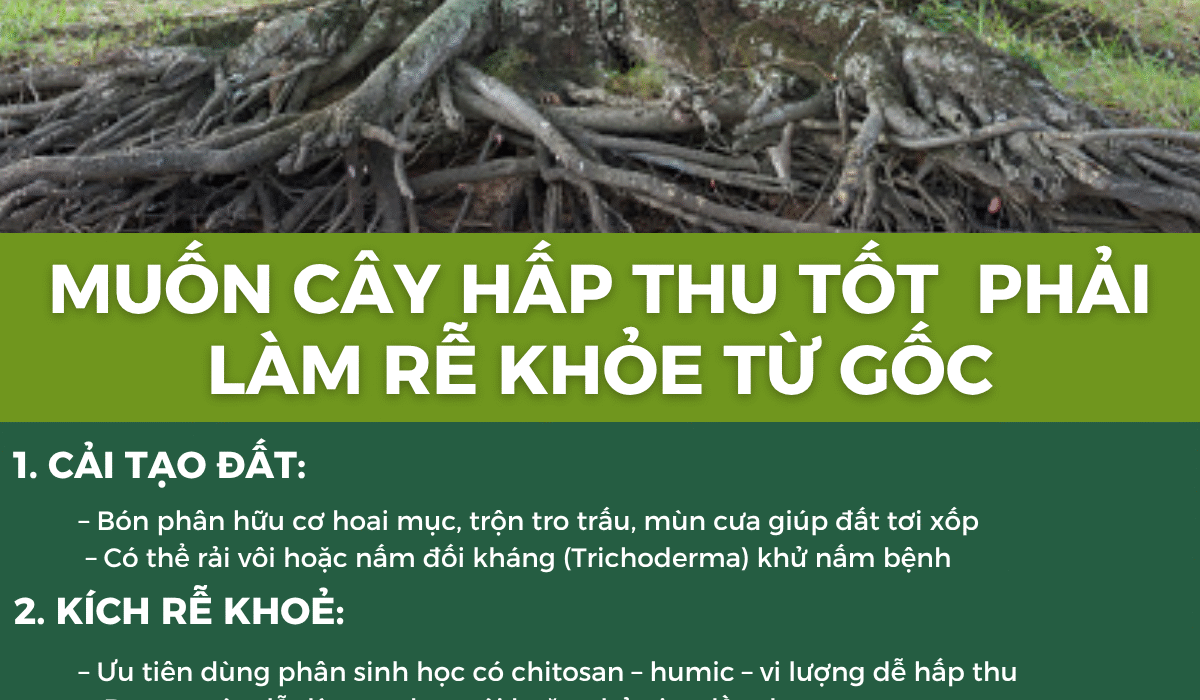 MUỐN CÂY HẤP THU TỐT PHẢI
LÀM RỄ KHỎE TỪ GỐC
1. CẢI TẠO ĐẤT:
– Bón phân hữu cơ hoai mục, trộn tro trấu, mùn cưa giúp đất tơi xốp
– Có thể rải vôi hoặc nấm đối kháng (Trichoderma) khử nấm bệnh
2. KÍCH RỄ KHOẺ:
– Ưu tiên dùng phân sinh học có chitosan – humic – vi lượng dễ hấp thu